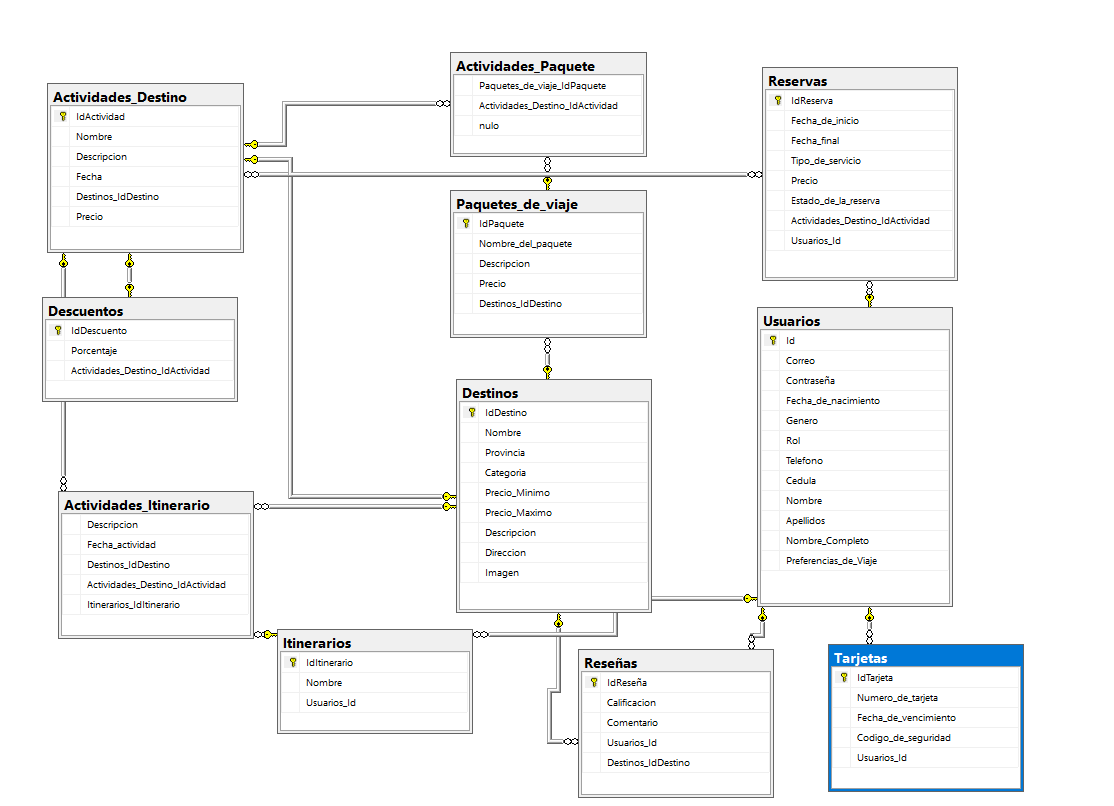 Actividades_Destino
IdActividad
Nombre
Descripcion
Fecha
Destinos_IdDestino
Precio
Actividades_Paquete
Paquetes_de_viaje_IdPaquete
Actividades_Destino_IdActividad
nulo
Reservas
IdReserva
Fecha_de_inicio
Fecha_final
Tipo_de_servicio
Precio
Estado_de_la_reserva
Actividades_Destino_IdActividad
Usuarios_Id
Paquetes_de_viaje
IdPaquete
Nombre_del_paquete
Descripcion
Precio
Destinos_IdDestino
Descuentos
IdDescuento
Porcentaje
Actividades_Destino_IdActividad
Usuarios
Id
Correo
Contraseña
Fecha_de_nacimiento
Genero
Rol
Telefono
Cedula
Nombre
Apellidos
Nombre_Completo
Preferencias_de_Viaje
Destinos
IdDestino
Nombre
Provincia
Categoria
Precio_Minimo
Precio_Maximo
Descripcion
Direccion
Imagen
Actividades_Itinerario
Descripcion
Fecha_actividad
Destinos_IdDestino
Actividades_Destino_IdActividad
Itinerarios_IdItinerario
Itinerarios
IdItinerario
Nombre
Usuarios_Id
Reseñas
IdReseña
Calificacion
Comentario
Usuarios_Id
Destinos_IdDestino
Tarjetas
IdTarjeta
Numero_de_tarjeta
Fecha_de_vencimiento
Codigo_de_seguridad
Usuarios_Id